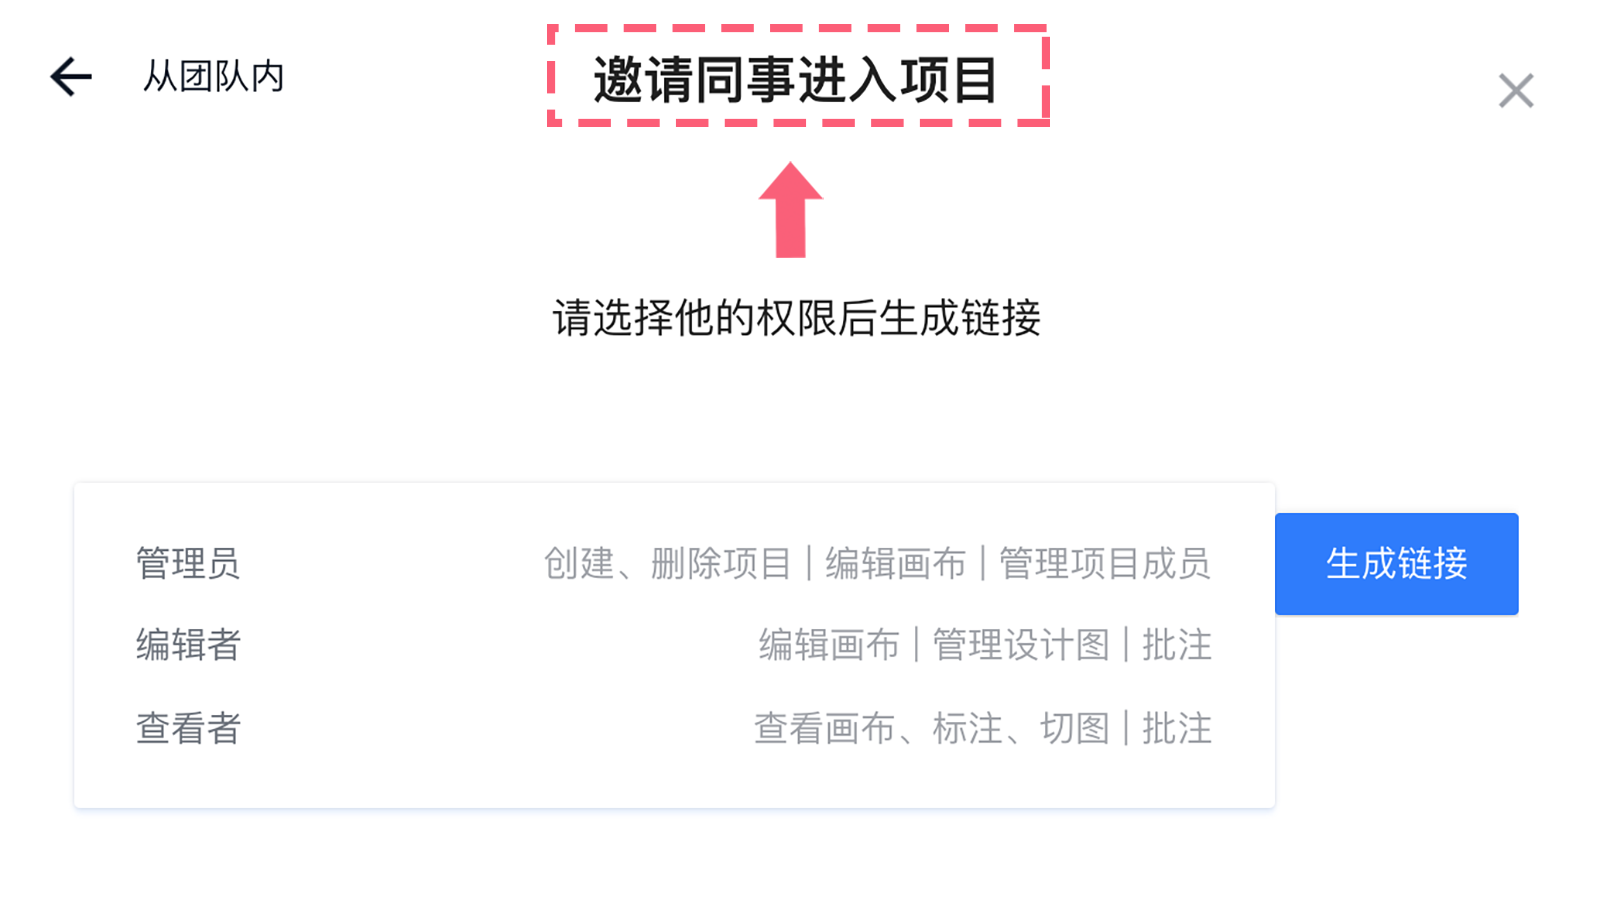 从团队内
邀请同事进入项目
请选择他的权限后生成链接
管理员 创建、删除项目 | 编辑画布 | 管理项目成员 生成链接
编辑者 编辑画布 | 管理设计图 | 批注
查看者 查看画布、标注、切图 | 批注